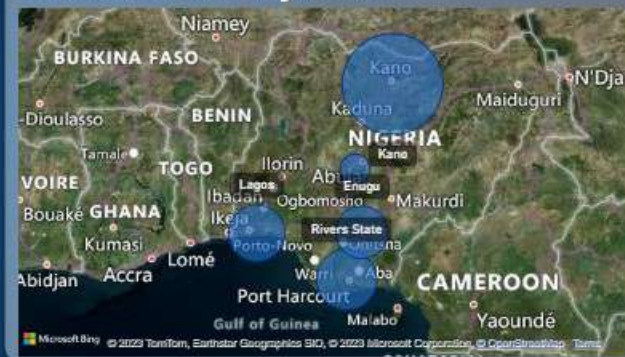 Niamey
BURKINA FASO
Kano
N'Dja
Maiduguri
-Dioulasso
Kaduna
BENIN
NIGERIA
Tamale
Kano
TOGO
Ilorin
Abu
Lagos
Enugu
VOIRE
Ibadan
Ogbomosho
Makurdi
Bouaké
GHANA
Ikeja
Rivers State
Kumasi
Porto-Novo
Onitsha
Lomé
Abidjan
Accra
Warri
Aba
CAMEROON
Port Harcourt
Malabo
Yaoundé
Gulf of Guinea
Microsoft Bing
© 2023 TomTom, Earthstar Geographics SIO, © 2023 Microsoft Corporation, © OpenStreetMap Terms